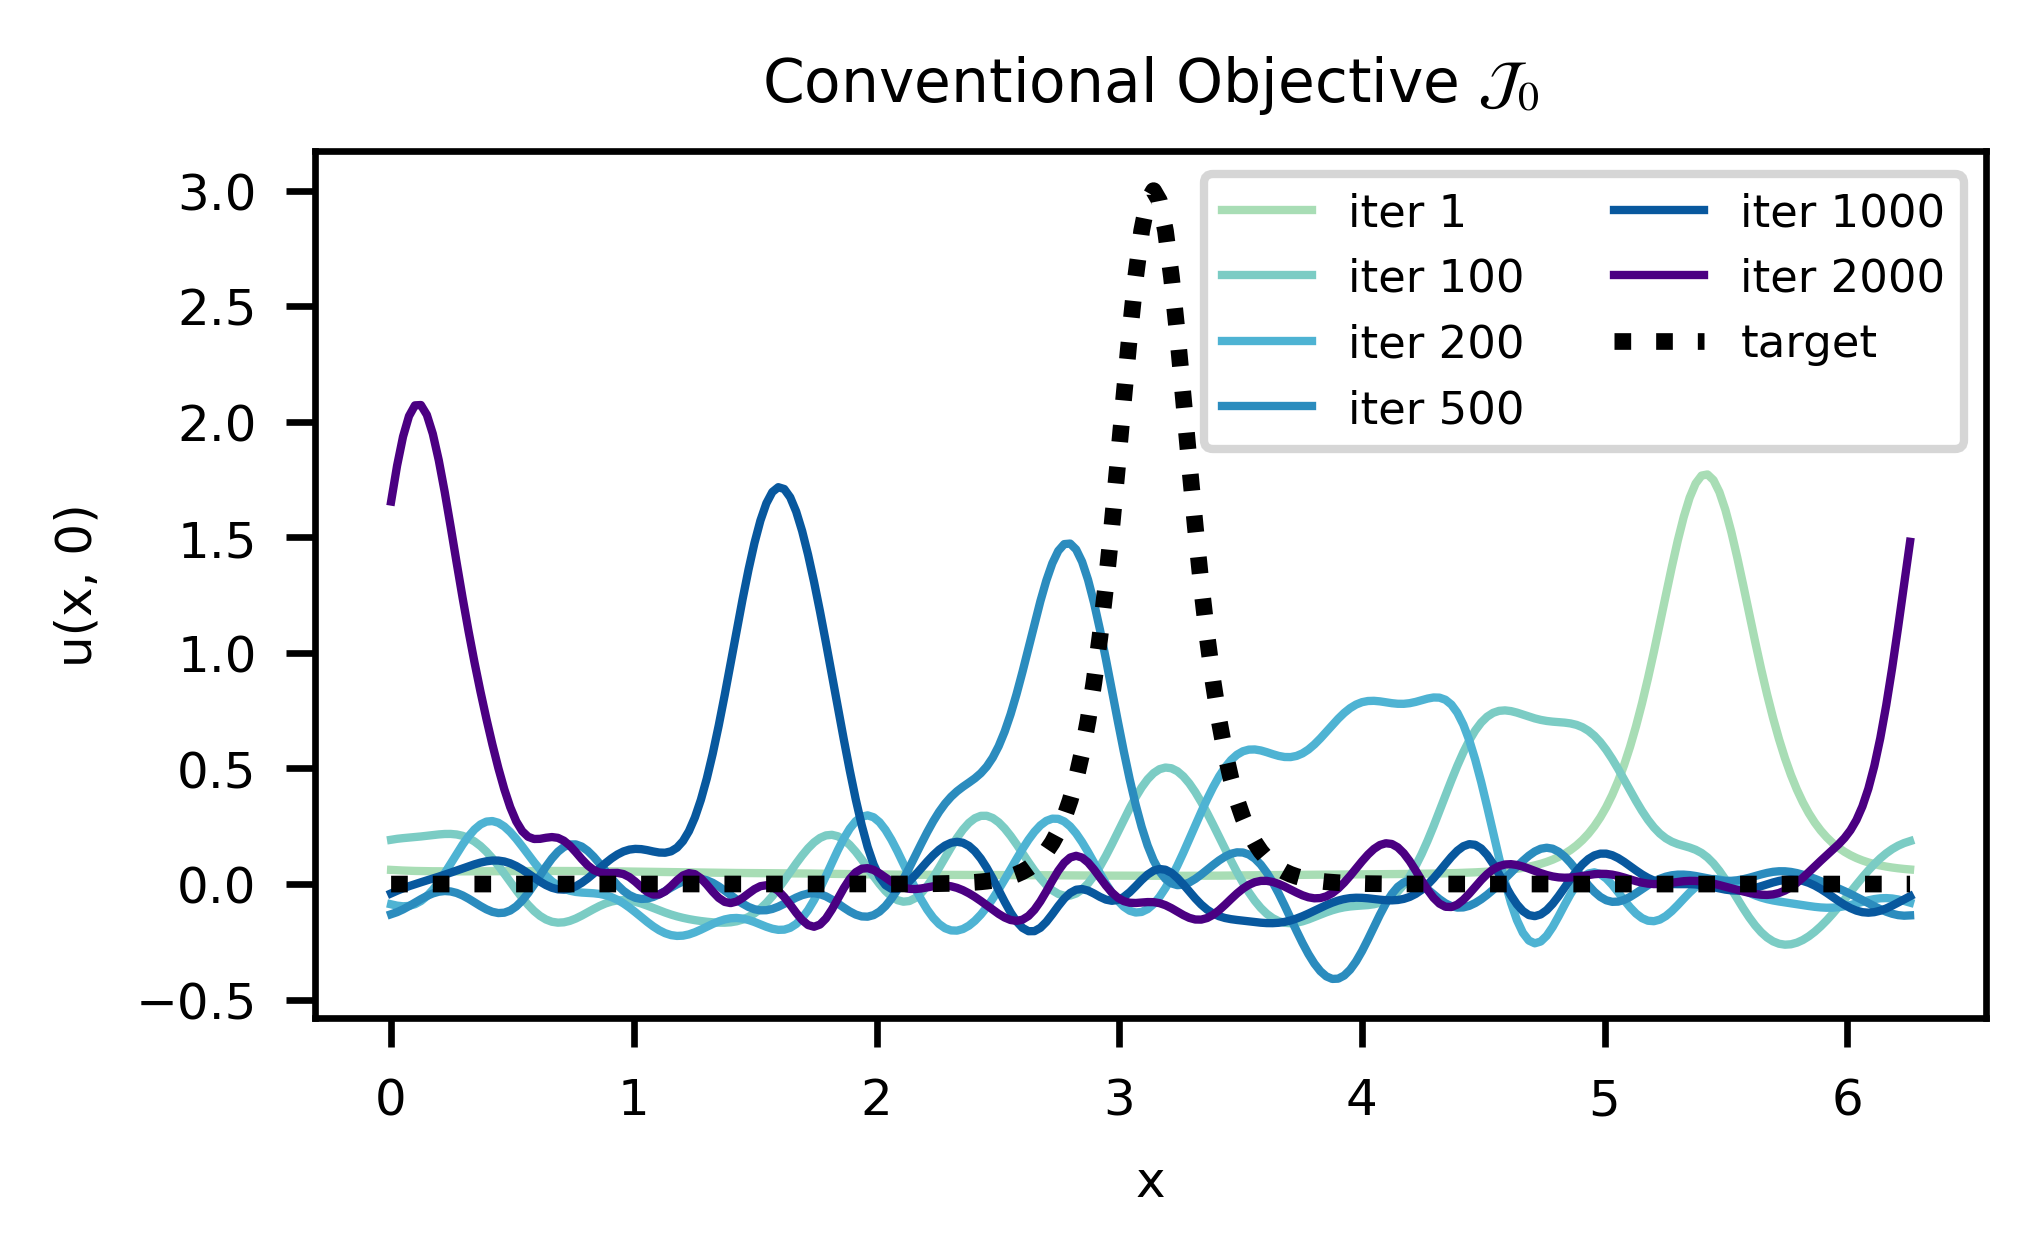 Conventional Objective 𝒥₀
3.0
2.5
2.0
1.5
1.0
0.5
0.0
−0.5
u(x, 0)
iter 1
iter 100
iter 200
iter 500
iter 1000
iter 2000
target
0 1 2 3 4 5 6
x